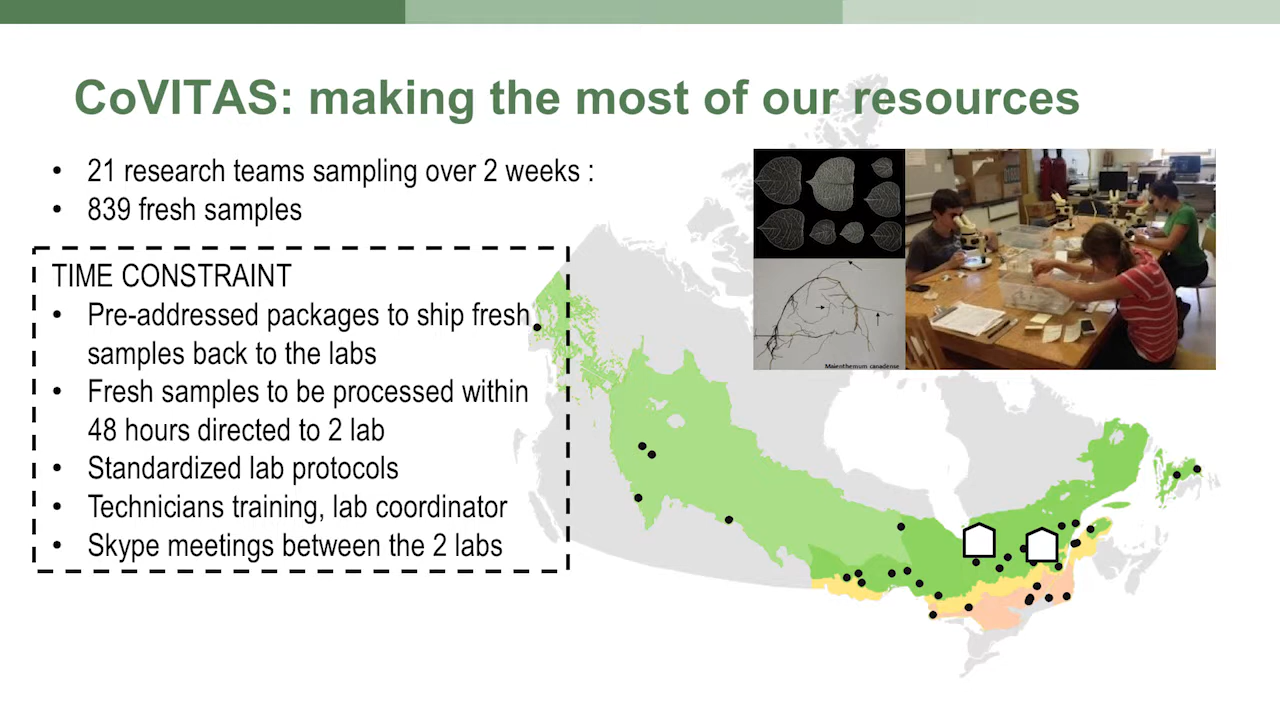 CoVITAS: making the most of our resources
• 21 research teams sampling over 2 weeks :
• 839 fresh samples
TIME CONSTRAINT
• Pre-addressed packages to ship fresh
samples back to the labs
• Fresh samples to be processed within
48 hours directed to 2 lab
• Standardized lab protocols
• Technicians training, lab coordinator
• Skype meetings between the 2 labs
Maienthemum canadense